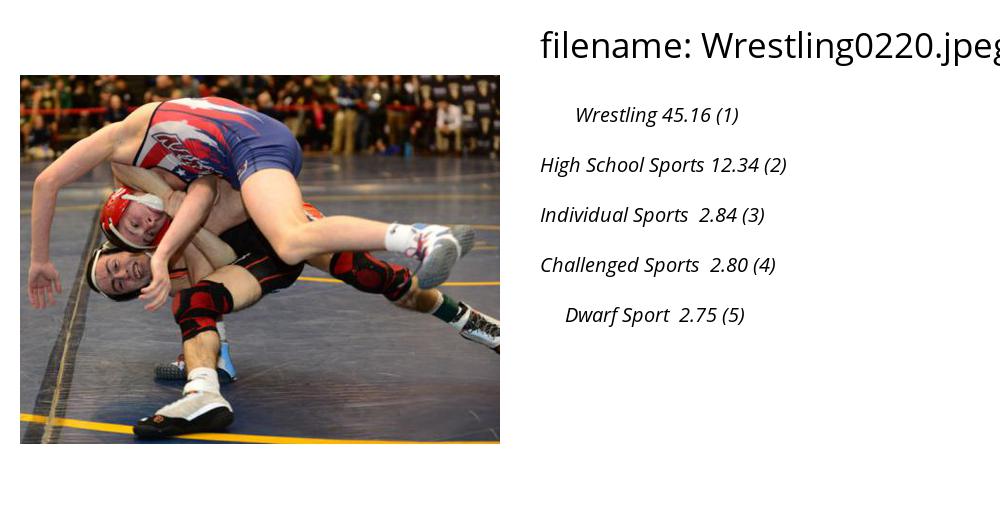 filename: Wrestling0220.jpeg
Wrestling 45.16 (1)
High School Sports 12.34 (2)
Individual Sports 2.84 (3)
Challenged Sports 2.80 (4)
Dwarf Sport 2.75 (5)